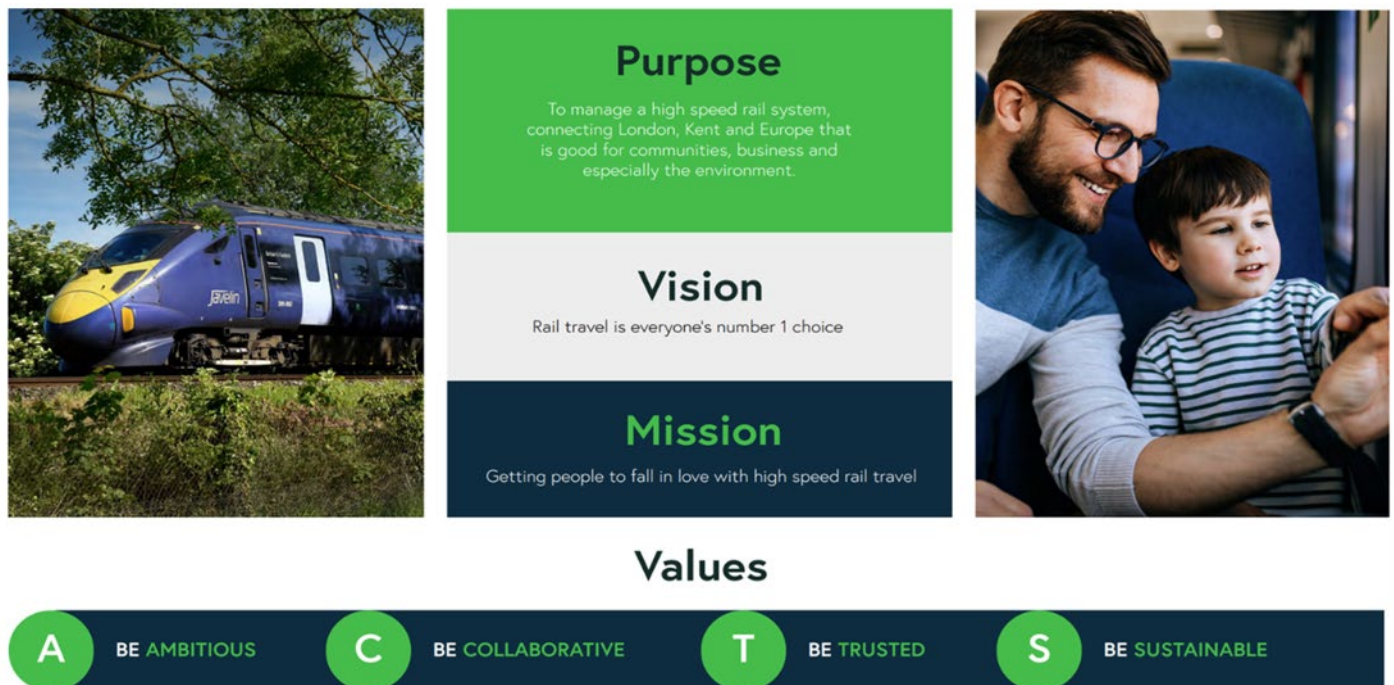 Purpose
To manage a high speed rail system,
connecting London, Kent and Europe that
is good for communities, business and
especially the environment.
Vision
Rail travel is everyone's number 1 choice
Mission
Getting people to fall in love with high speed rail travel
Javelin
Values
A BE AMBITIOUS C BE COLLABORATIVE T BE TRUSTED S BE SUSTAINABLE